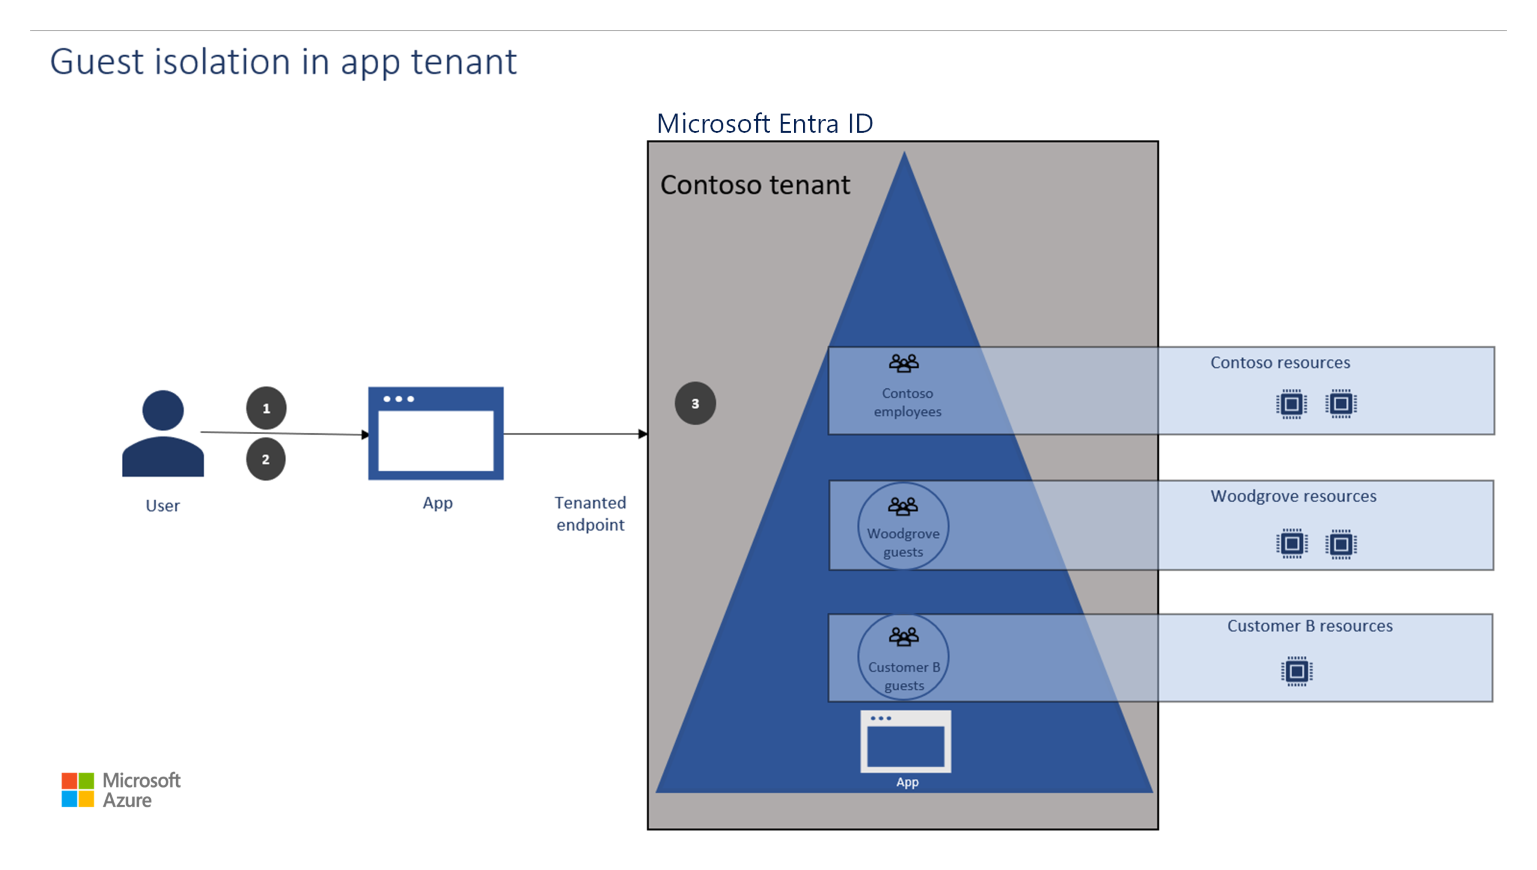 Guest isolation in app tenant
Microsoft Entra ID
Contoso tenant
Contoso
employees
Contoso resources
1
2
3
User
App
Tenanted
endpoint
Woodgrove
guests
Woodgrove resources
Customer B
guests
Customer B resources
App
Microsoft
Azure